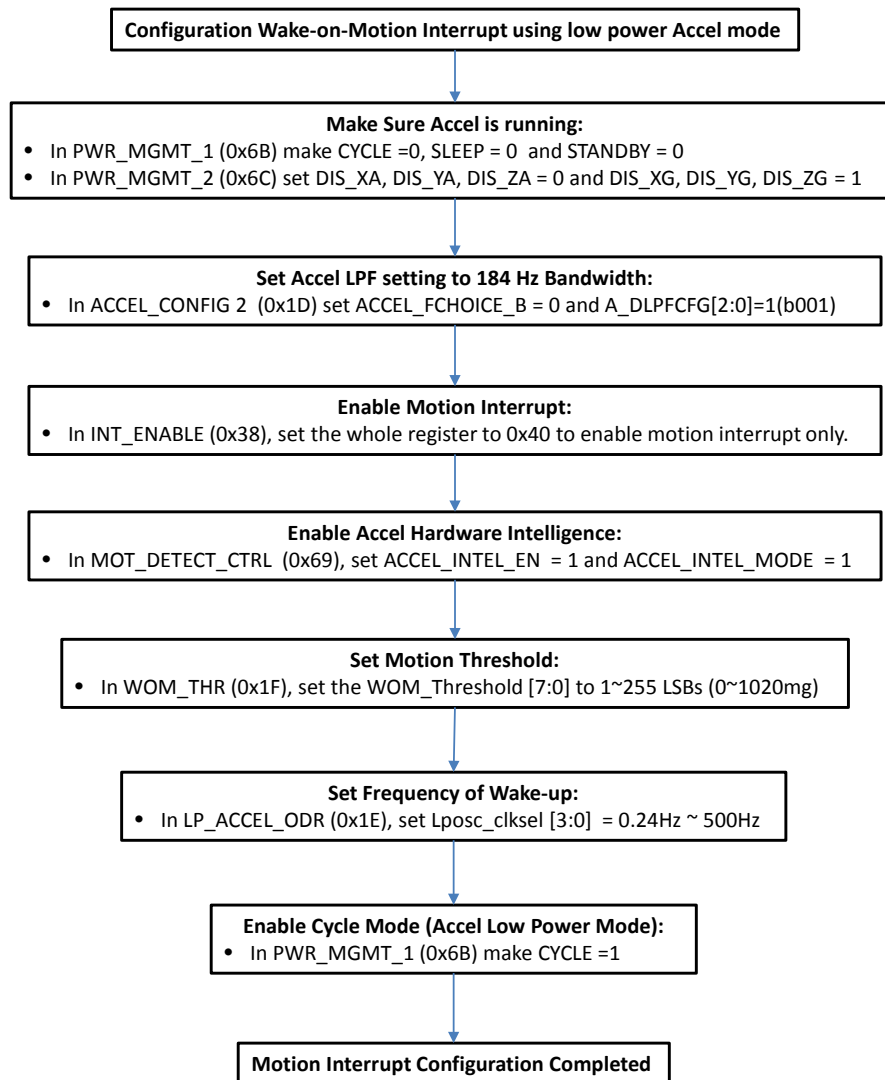 Configuration Wake-on-Motion Interrupt using low power Accel mode
Make Sure Accel is running:
• In PWR_MGMT_1 (0x6B) make CYCLE =0, SLEEP = 0 and STANDBY = 0
• In PWR_MGMT_2 (0x6C) set DIS_XA, DIS_YA, DIS_ZA = 0 and DIS_XG, DIS_YG, DIS_ZG = 1
Set Accel LPF setting to 184 Hz Bandwidth:
• In ACCEL_CONFIG 2 (0x1D) set ACCEL_FCHOICE_B = 0 and A_DLPFCFG[2:0]=1(b001)
Enable Motion Interrupt:
• In INT_ENABLE (0x38), set the whole register to 0x40 to enable motion interrupt only.
Enable Accel Hardware Intelligence:
• In MOT_DETECT_CTRL (0x69), set ACCEL_INTEL_EN = 1 and ACCEL_INTEL_MODE = 1
Set Motion Threshold:
• In WOM_THR (0x1F), set the WOM_Threshold [7:0] to 1~255 LSBs (0~1020mg)
Set Frequency of Wake-up:
• In LP_ACCEL_ODR (0x1E), set Lposc_clksel [3:0] = 0.24Hz ~ 500Hz
Enable Cycle Mode (Accel Low Power Mode):
• In PWR_MGMT_1 (0x6B) make CYCLE =1
Motion Interrupt Configuration Completed